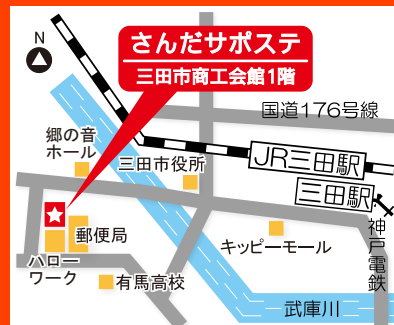 N
さんだサポステ
三田市商工会館1階
国道176号線
郷の音
ホール
三田市役所
JR三田駅
三田駅
神戸電鉄
郵便局
キッピーモール
ハロー
ワーク
有馬高校
武庫川